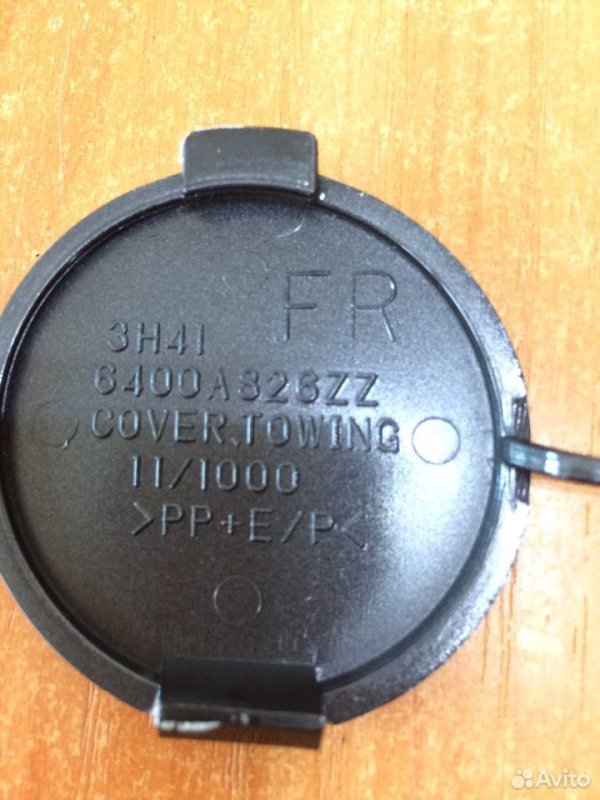 FR
3H41
6400A828ZZ
COVER,TOWING
11/1000
>PP+E/P<
Avito